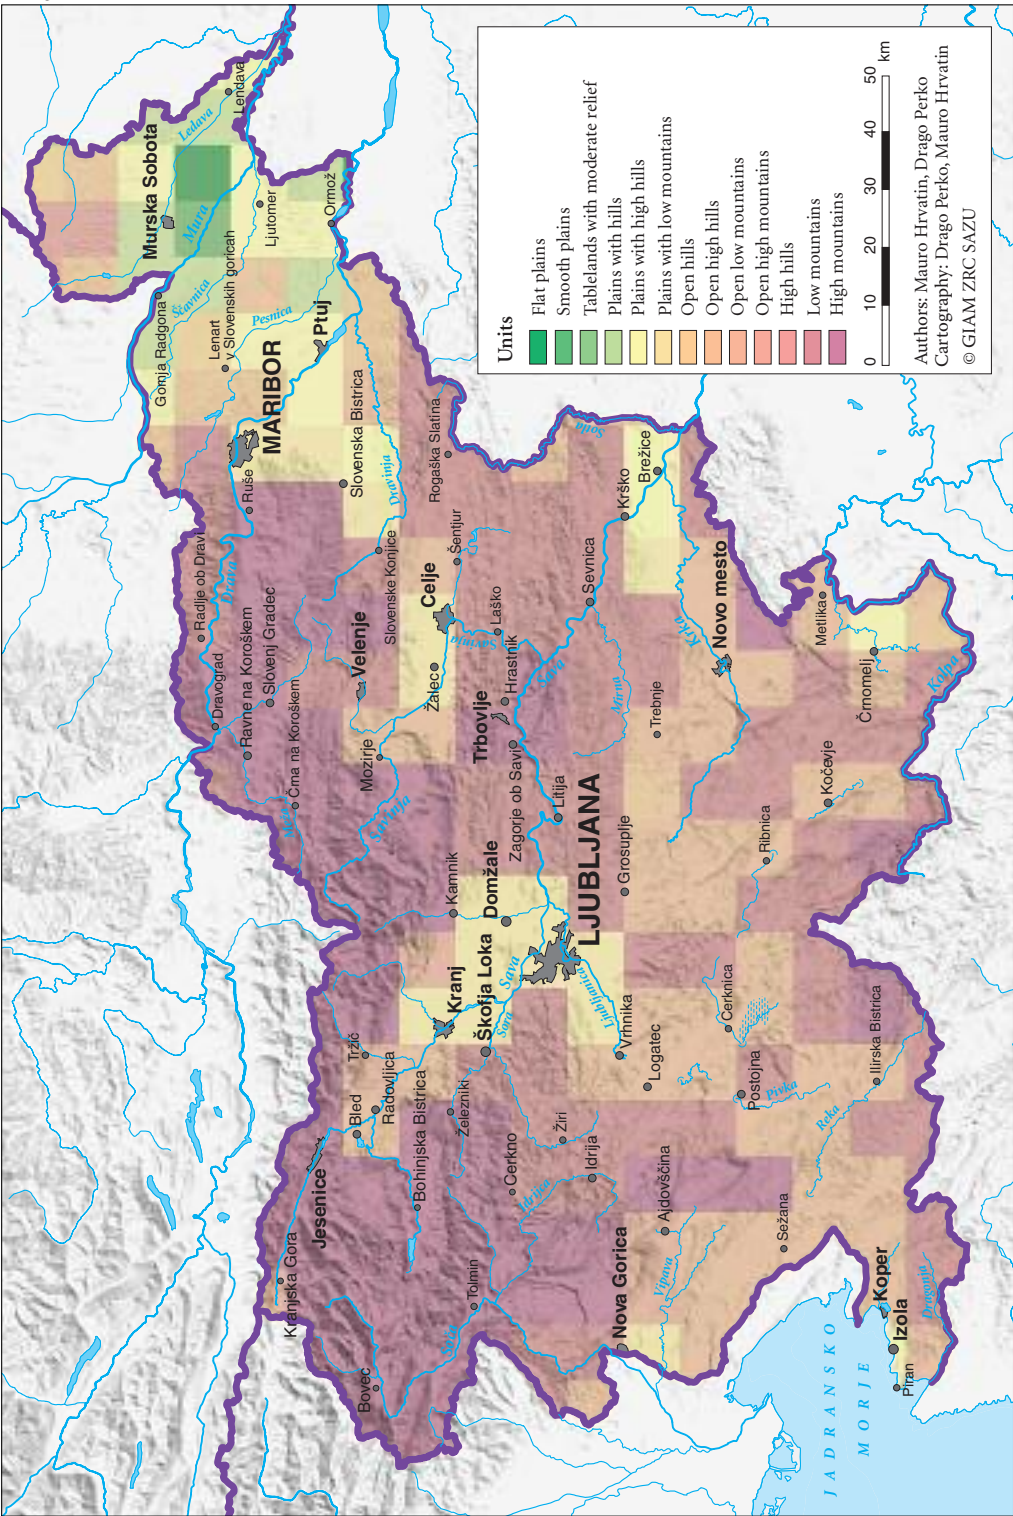 Kranjska Gora
Jesenice
Bovec
Soča
Tolmin
Bohinjska Bistrica
Bled
Radovljica
Tržič
Železniki
Cerkno
Idrijca
Žiri
Idrija
Kranj
Škofja Loka
Sora
Sava
Kamnik
Domžale
LJUBLJANA
Ljubljanica
Vrhnika
Logatec
Nova Gorica
Ajdovščina
Vipava
Sežana
Postojna
Pivka
Cerknica
Reka
Ilirska Bistrica
Koper
Izola
Piran
Dragonja
JADRANSKO
MORJE
Dravograd
Ravne na Koroškem
Slovenj Gradec
Črna na Koroškem
Meža
Radlje ob Dravi
Drava
Ruše
MARIBOR
Mozirje
Velenje
Savinja
Slovenske Konjice
Slovenska Bistrica
Dravinja
Žalec
Celje
Šentjur
Rogaška Slatina
Savinja
Laško
Hrastnik
Trbovlje
Zagorje ob Savi
Litija
Sava
Sevnica
Sotla
Krško
Brežice
Mirna
Trebnje
Krka
Novo mesto
Grosuplje
Ribnica
Kočevje
Metlika
Črnomelj
Kolpa
Gornja Radgona
Ščavnica
Lenart
v Slovenskih goricah
Pesnica
Ptuj
Murska Sobota
Mura
Ledava
Lendava
Ljutomer
Ormož
Units
Flat plains
Smooth plains
Tablelands with moderate relief
Plains with hills
Plains with high hills
Plains with low mountains
Open hills
Open high hills
Open low mountains
Open high mountains
High hills
Low mountains
High mountains
0 10 20 30 40 50 km
Authors: Mauro Hrvatin, Drago Perko
Cartography: Drago Perko, Mauro Hrvatin
© GIAM ZRC SAZU